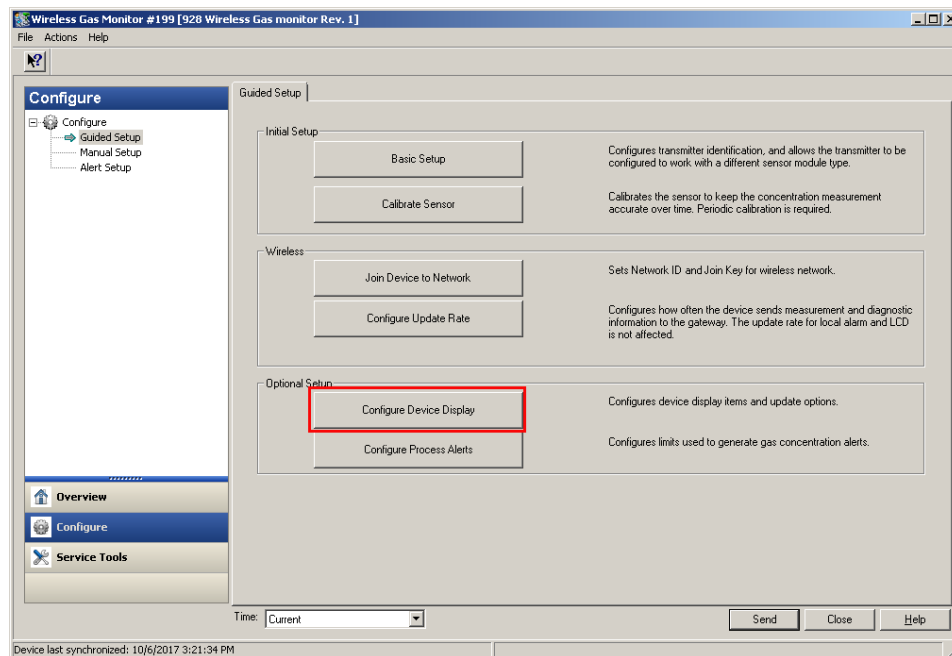 Wireless Gas Monitor #199 [928 Wireless Gas monitor Rev. 1]
File Actions Help
Configure
Configure
Guided Setup
Manual Setup
Alert Setup
Overview
Configure
Service Tools
Guided Setup
Initial Setup
Basic Setup
Configures transmitter identification, and allows the transmitter to be
configured to work with a different sensor module type.
Calibrate Sensor
Calibrates the sensor to keep the concentration measurement
accurate over time. Periodic calibration is required.
Wireless
Join Device to Network
Sets Network ID and Join Key for wireless network.
Configure Update Rate
Configures how often the device sends measurement and diagnostic
information to the gateway. The update rate for local alarm and LCD
is not affected.
Optional Setup
Configure Device Display
Configures device display items and update options.
Configure Process Alerts
Configures limits used to generate gas concentration alerts.
Time: Current
Send Close Help
Device last synchronized: 10/6/2017 3:21:34 PM